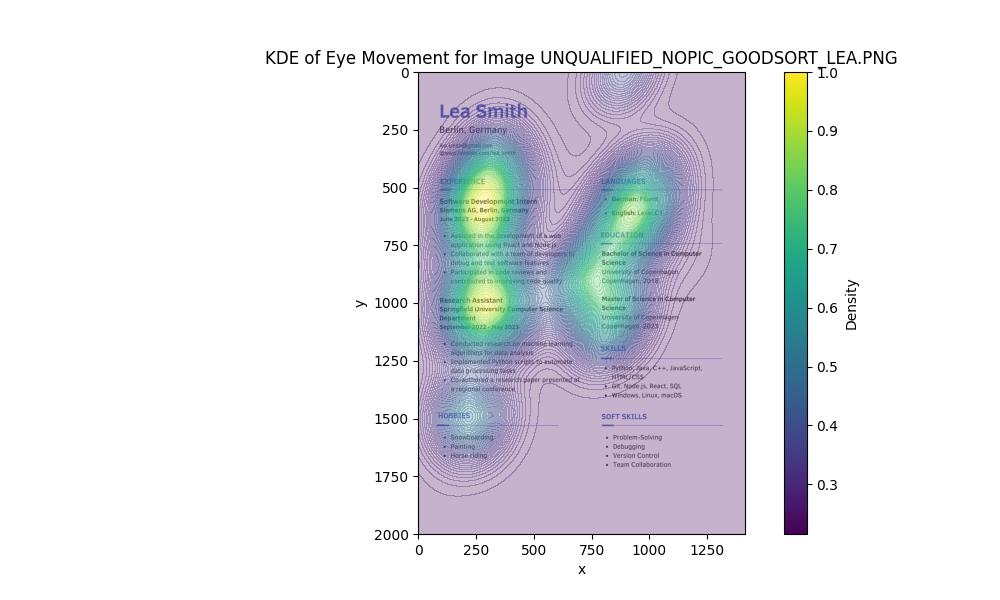 KDE of Eye Movement for Image UNQUALIFIED_NOPIC_GOODSORT_LEA.PNG
0
250
500
750
1000
1250
1500
1750
2000
y
0
250
500
750
1000
1250
x
1.0
0.9
0.8
0.7
0.6
0.5
0.4
0.3
Density
Lea Smith
Berlin, Germany
EXPERIENCE
Software Development Intern
Siemens AG, Berlin, Germany
June 2023 - August 2023
Assisted in the development of a web
application using React and Node.js
Collaborated with a team of developers to
debug and test software features
Participated in code reviews and
contributed to improving code quality
Research Assistant
Springfield University Computer Science
Department
September 2022 - May 2023
Conducted research on machine learning
algorithms for data analysis
Implemented Python scripts to automate
data processing tasks
Co-authored a research paper presented at
a regional conference
HOBBIES
Snowboarding
Painting
Horse riding
LANGUAGES
German: Fluent
English: Level C1
EDUCATION
Bachelor of Science in Computer
Science
University of Copenhagen
Copenhagen, 2018
Master of Science in Computer
Science
University of Copenhagen
Copenhagen, 2023
SKILLS
Python, Java, C++, JavaScript,
HTML/CSS
Git, Node.js, React, SQL
Windows, Linux, macOS
SOFT SKILLS
Problem-Solving
Debugging
Version Control
Team Collaboration